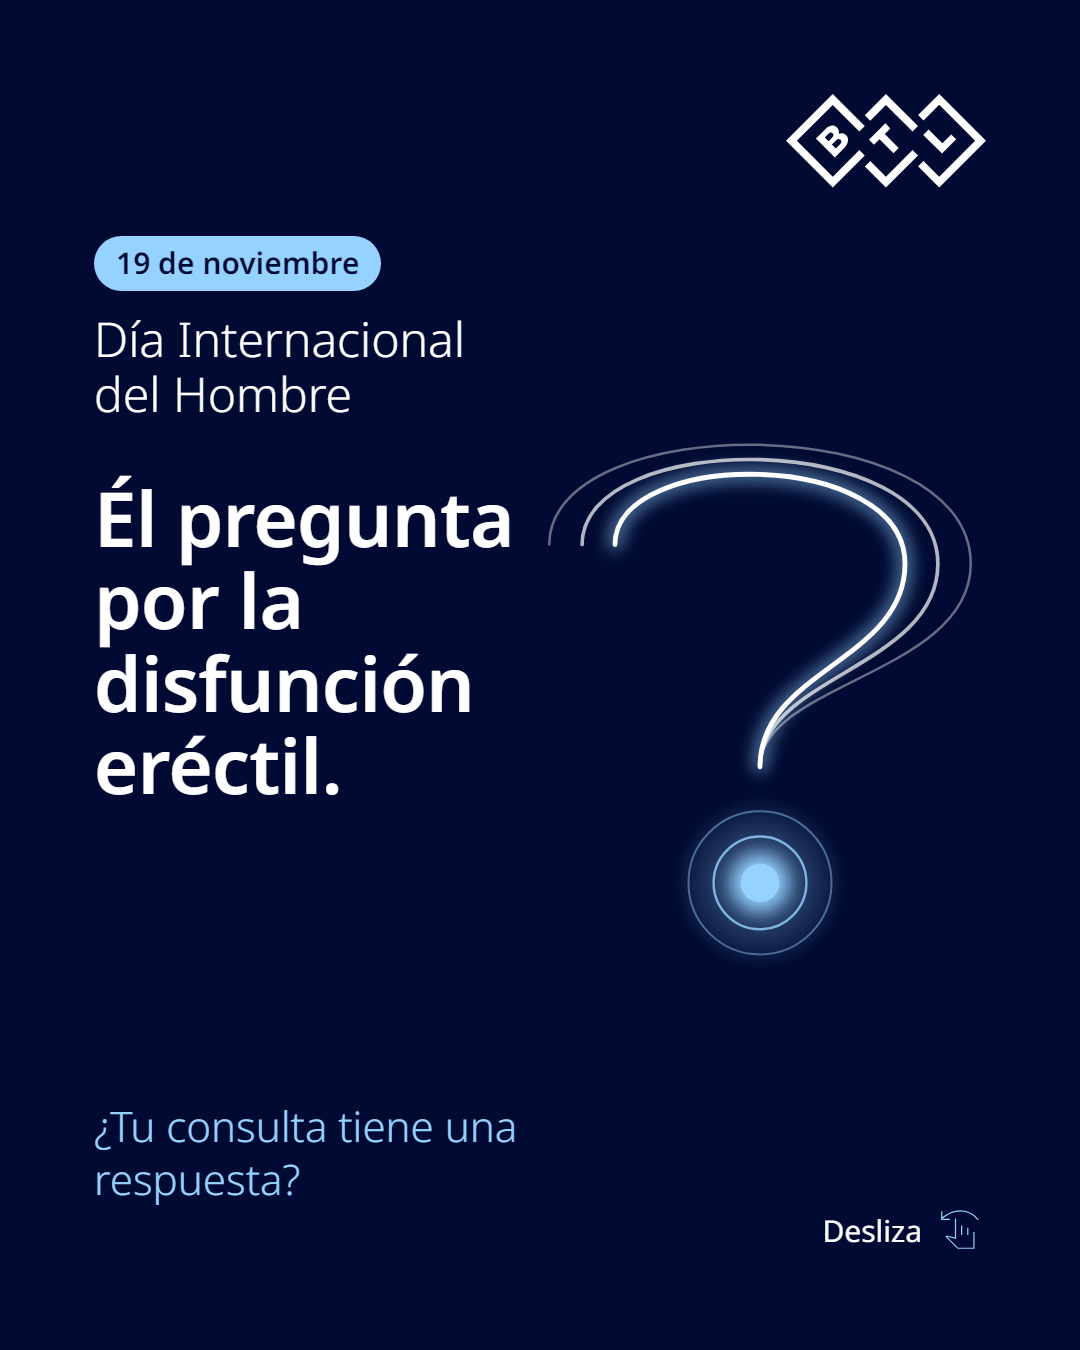 BTL
19 de noviembre
Día Internacional
del Hombre
Él pregunta
por la
disfunción
eréctil.
¿Tu consulta tiene una
respuesta?
Desliza